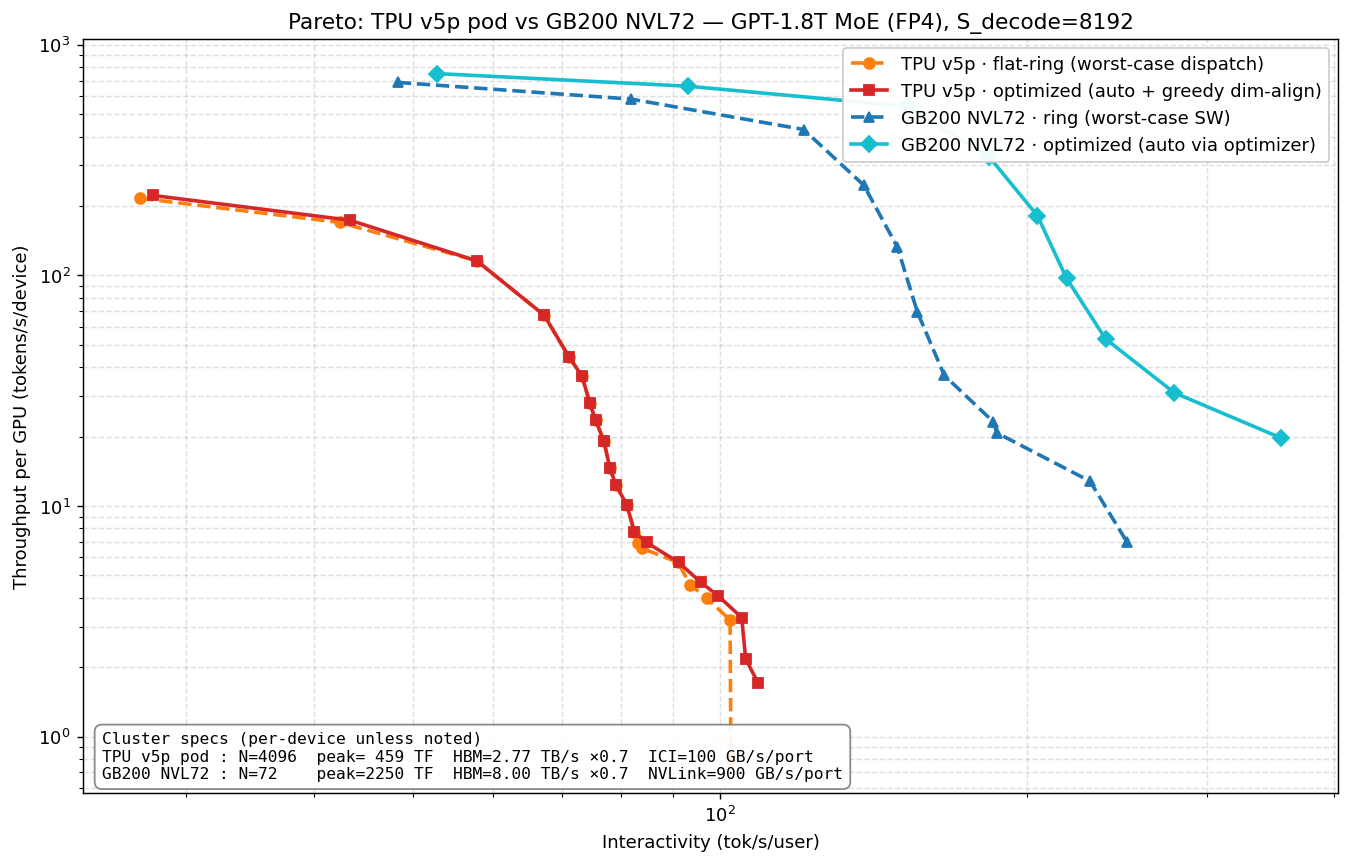 Pareto: TPU v5p pod vs GB200 NVL72 — GPT-1.8T MoE (FP4), S_decode=8192
TPU v5p · flat-ring (worst-case dispatch)
TPU v5p · optimized (auto + greedy dim-align)
GB200 NVL72 · ring (worst-case SW)
GB200 NVL72 · optimized (auto via optimizer)
Throughput per GPU (tokens/s/device)
10³
10²
10¹
10⁰
Cluster specs (per-device unless noted)
TPU v5p pod : N=4096  peak= 459 TF  HBM=2.77 TB/s ×0.7  ICI=100 GB/s/port
GB200 NVL72 : N=72    peak=2250 TF  HBM=8.00 TB/s ×0.7  NVLink=900 GB/s/port
10²
Interactivity (tok/s/user)